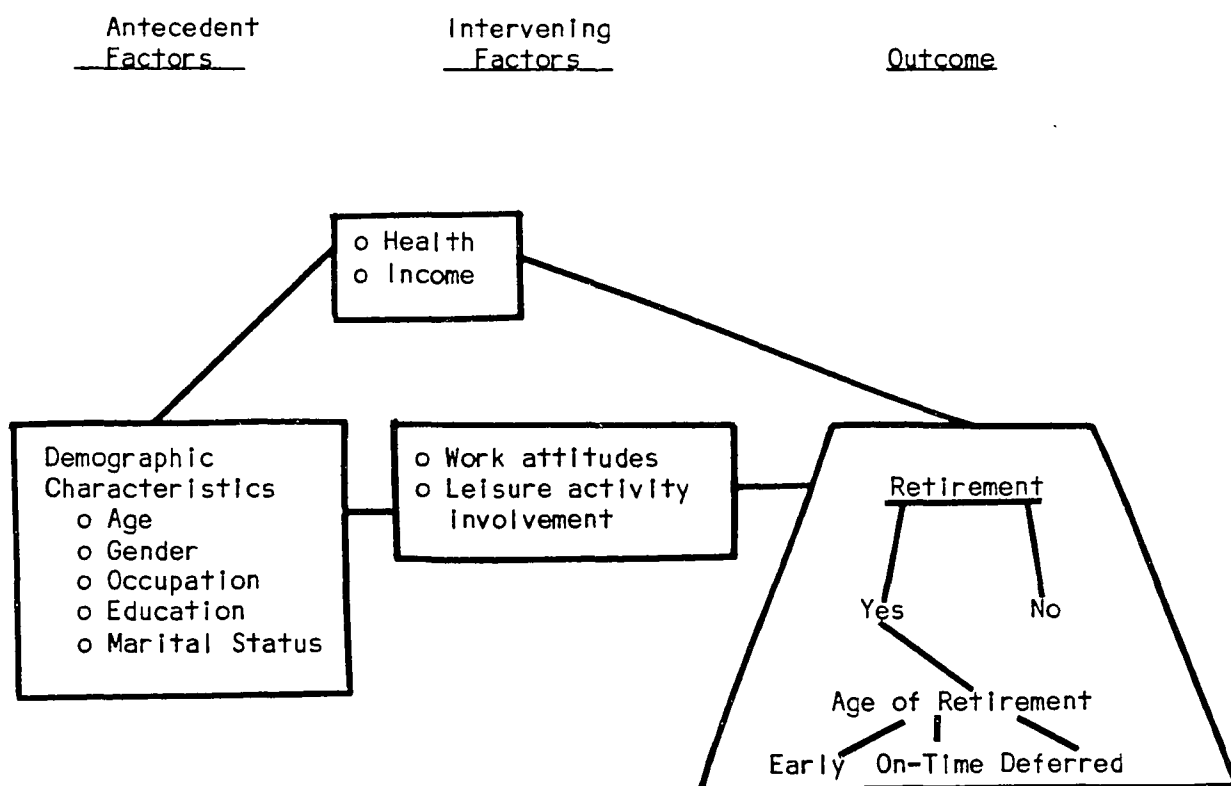 Antecedent
Factors
Intervening
Factors
Outcome
o Health
o Income
Demographic
Characteristics
o Age
o Gender
o Occupation
o Education
o Marital Status
o Work attitudes
o Leisure activity
involvement
Retirement
Yes No
Age of Retirement
Early On-Time Deferred